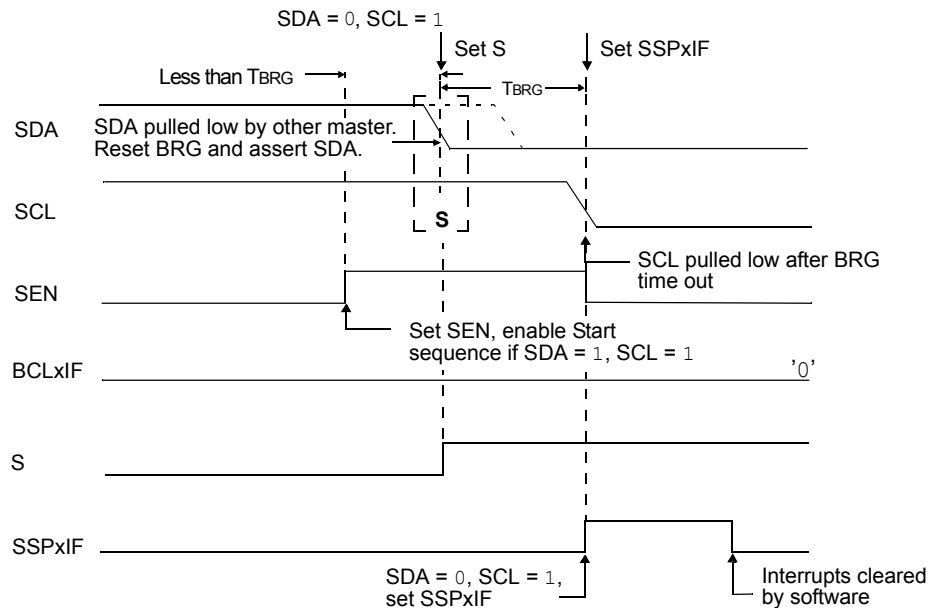 SDA = 0, SCL = 1
Set S
Set SSPxIF
Less than TBRG
TBRG
SDA
SDA pulled low by other master.
Reset BRG and assert SDA.
SCL
S
SCL pulled low after BRG
time out
SEN
Set SEN, enable Start
sequence if SDA = 1, SCL = 1
BCLxIF
'0'
S
SSPxIF
SDA = 0, SCL = 1,
set SSPxIF
Interrupts cleared
by software